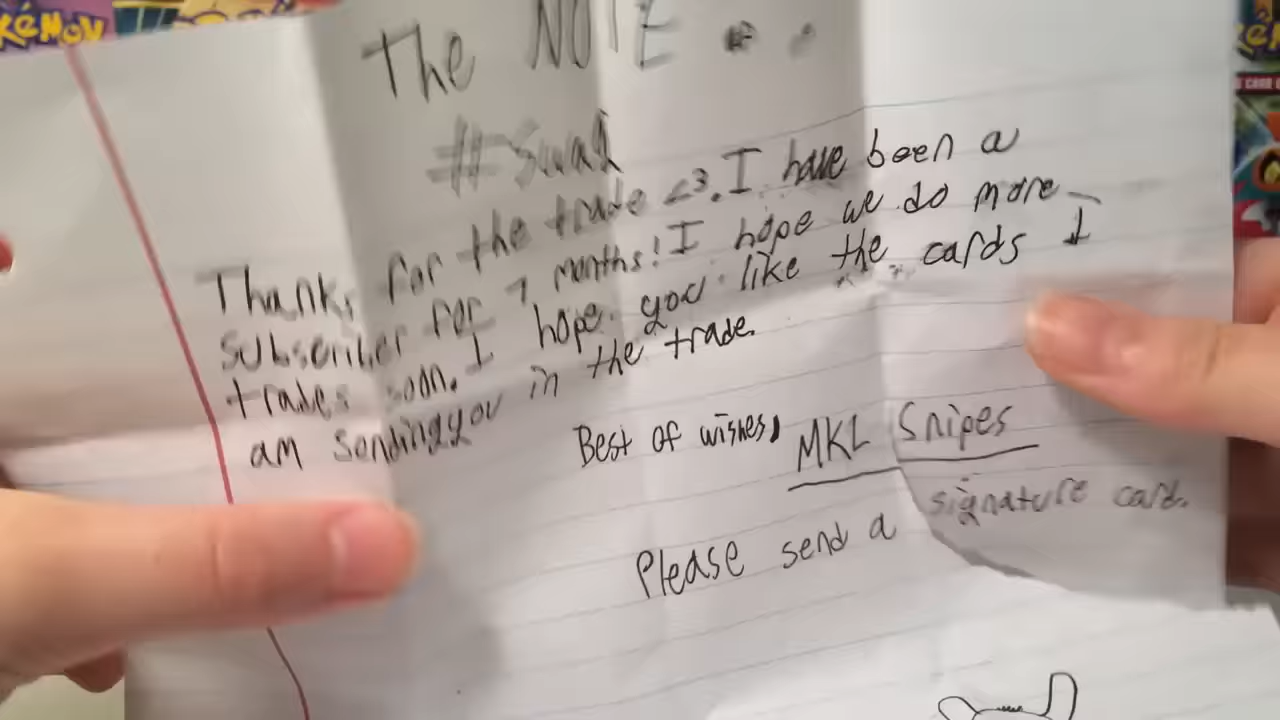 The NOTE . .
#Swag
Thanks for the trade <3. I have been a
subscriber for 7 months! I hope we do more
trades soon. I hope you like the cards I
am sending you in the trade.
Best of wishes, MKL Snipes
Please send a signature card.